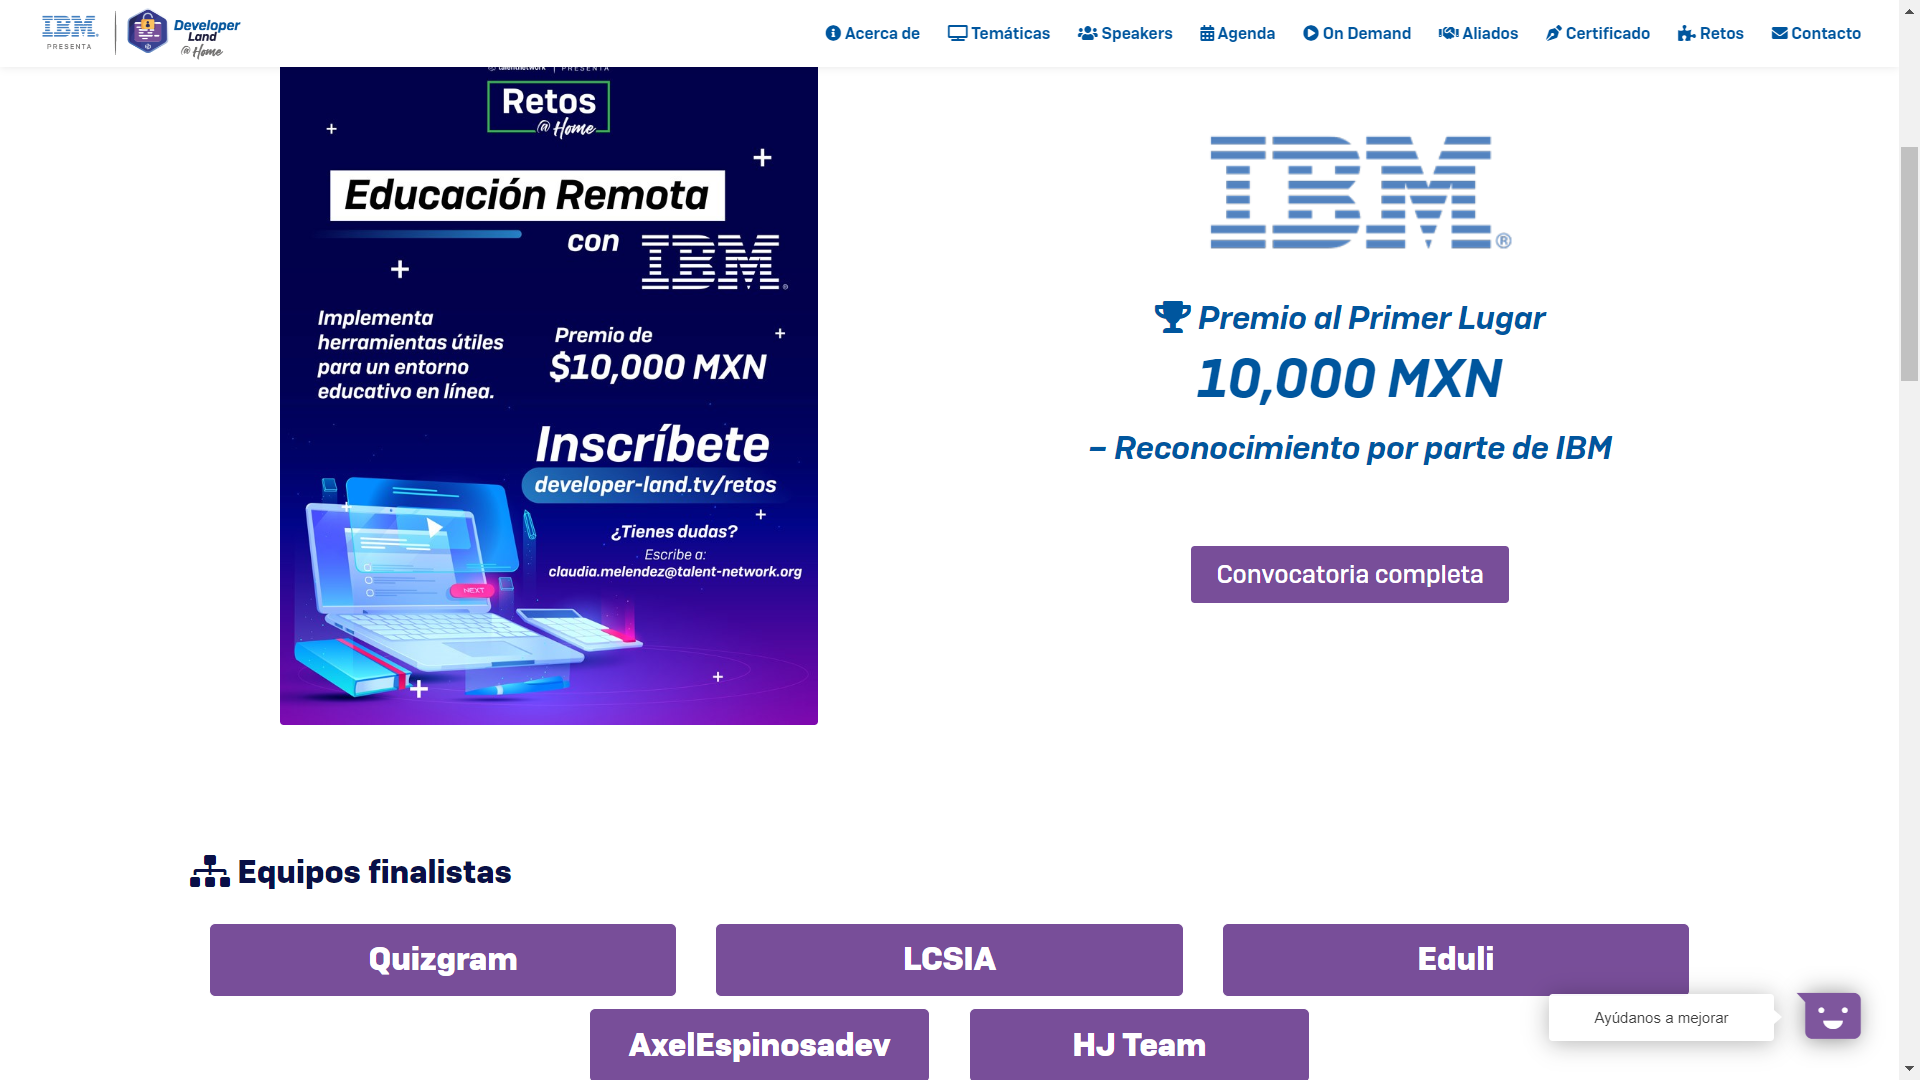 IBM
PRESENTA
Developer
Land
@Home
Acerca de
Temáticas
Speakers
Agenda
On Demand
Aliados
Certificado
Retos
Contacto
talentnetwork | PRESENTA
Retos
@Home
Educación Remota
con IBM®
Implementa
herramientas útiles
para un entorno
educativo en línea.
Premio de
$10,000 MXN
Inscríbete
developer-land.tv/retos
¿Tienes dudas?
Escribe a:
claudia.melendez@talent-network.org
NEXT
IBM®
Premio al Primer Lugar
10,000 MXN
– Reconocimiento por parte de IBM
Convocatoria completa
Equipos finalistas
Quizgram
LCSIA
Eduli
AxelEspinosadev
HJ Team
Ayúdanos a mejorar